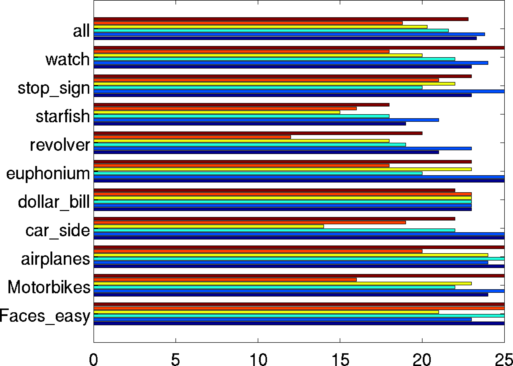 all
watch
stop_sign
starfish
revolver
euphonium
dollar_bill
car_side
airplanes
Motorbikes
Faces_easy
0 5 10 15 20 25